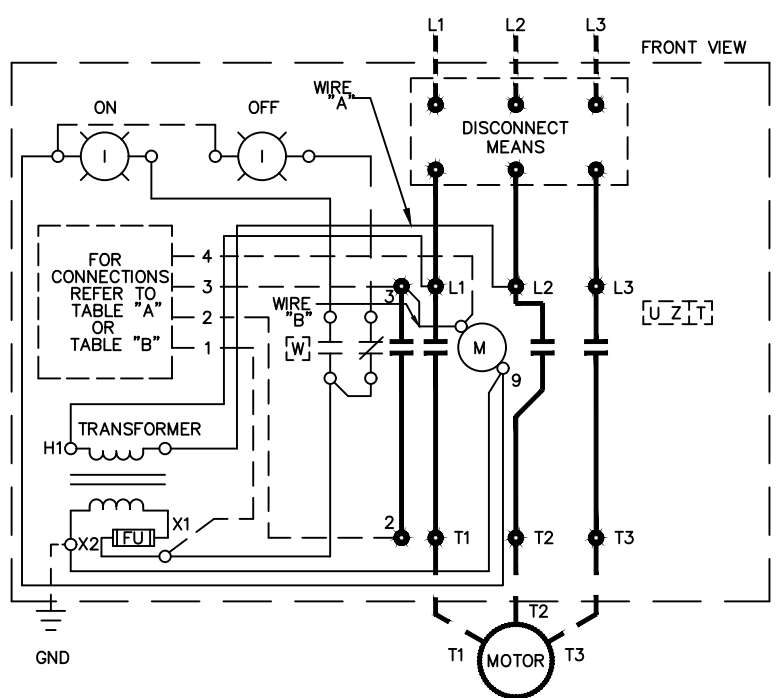 L1 L2 L3
FRONT VIEW
WIRE
"A"
ON OFF
DISCONNECT
MEANS
I I
FOR
CONNECTIONS
REFER TO
TABLE "A"
OR
TABLE "B"
4
3
2
1
3 L1 L2 L3
WIRE
"B"
[W]
M
[U Z T]
9
TRANSFORMER
H1
X1
FU
X2
2 T1 T2 T3
T2
GND
T1 MOTOR T3